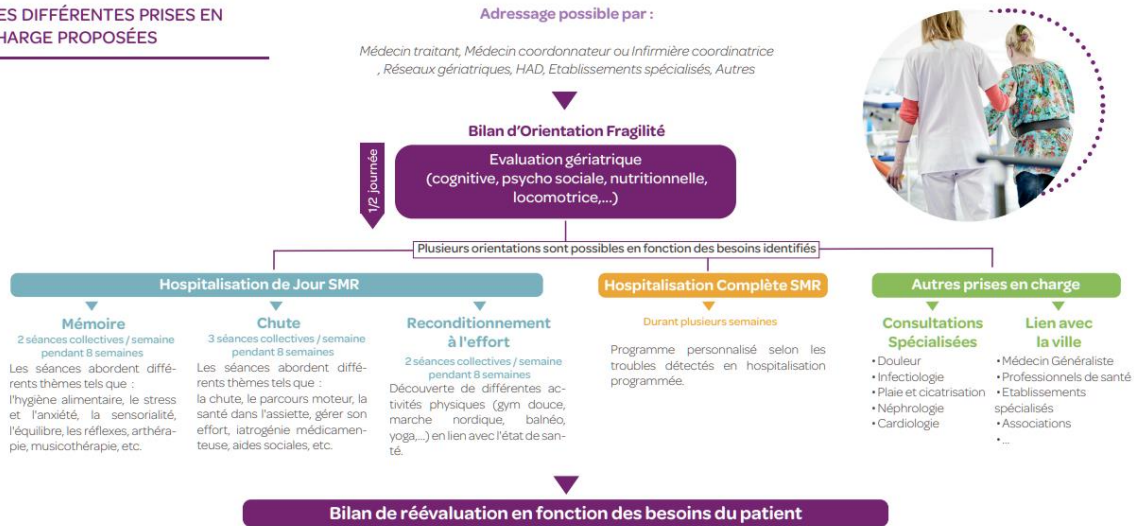 ES DIFFÉRENTES PRISES EN
HARGE PROPOSÉES
Adressage possible par :
Médecin traitant, Médecin coordonnateur ou Infirmière coordinatrice
, Réseaux gériatriques, HAD, Etablissements spécialisés, Autres
Bilan d'Orientation Fragilité
1/2 journée
Evaluation gériatrique
(cognitive, psycho sociale, nutritionnelle,
locomotrice,...)
Plusieurs orientations sont possibles en fonction des besoins identifiés
Hospitalisation de Jour SMR
Mémoire
2 séances collectives / semaine
pendant 8 semaines
Les séances abordent diffé-
rents thèmes tels que :
l'hygiène alimentaire, le stress
et l'anxiété, la sensorialité,
l'équilibre, les réflexes, arthéra-
pie, musicothérapie, etc.
Chute
3 séances collectives / semaine
pendant 8 semaines
Les séances abordent diffé-
rents thèmes tels que :
la chute, le parcours moteur, la
santé dans l'assiette, gérer son
effort, iatrogénie médicamen-
teuse, aides sociales, etc.
Reconditionnement
à l'effort
2 séances collectives / semaine
pendant 8 semaines
Découverte de différentes ac-
tivités physiques (gym douce,
marche nordique, balnéo,
yoga,...) en lien avec l'état de san-
té.
Hospitalisation Complète SMR
Durant plusieurs semaines
Programme personnalisé selon les
troubles détectés en hospitalisation
programmée.
Autres prises en charge
Consultations
Spécialisées
• Douleur
• Infectiologie
• Plaie et cicatrisation
• Néphrologie
• Cardiologie
Lien avec
la ville
• Médecin Généraliste
• Professionnels de santé
• Etablissements
spécialisés
• Associations
• ...
Bilan de réévaluation en fonction des besoins du patient